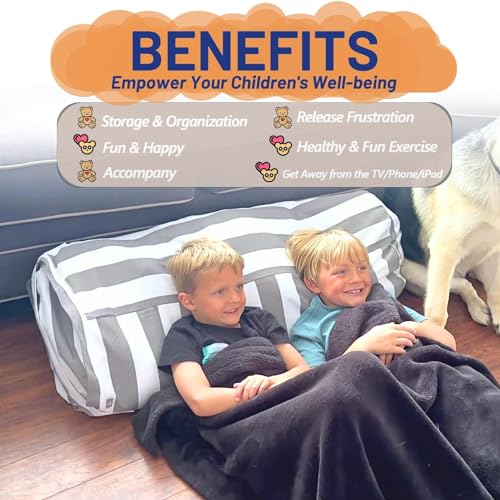 BENEFITS
Empower Your Children's Well-being
Storage & Organization
Release Frustration
Fun & Happy
Healthy & Fun Exercise
Accompany
Get Away from the TV/Phone/iPad